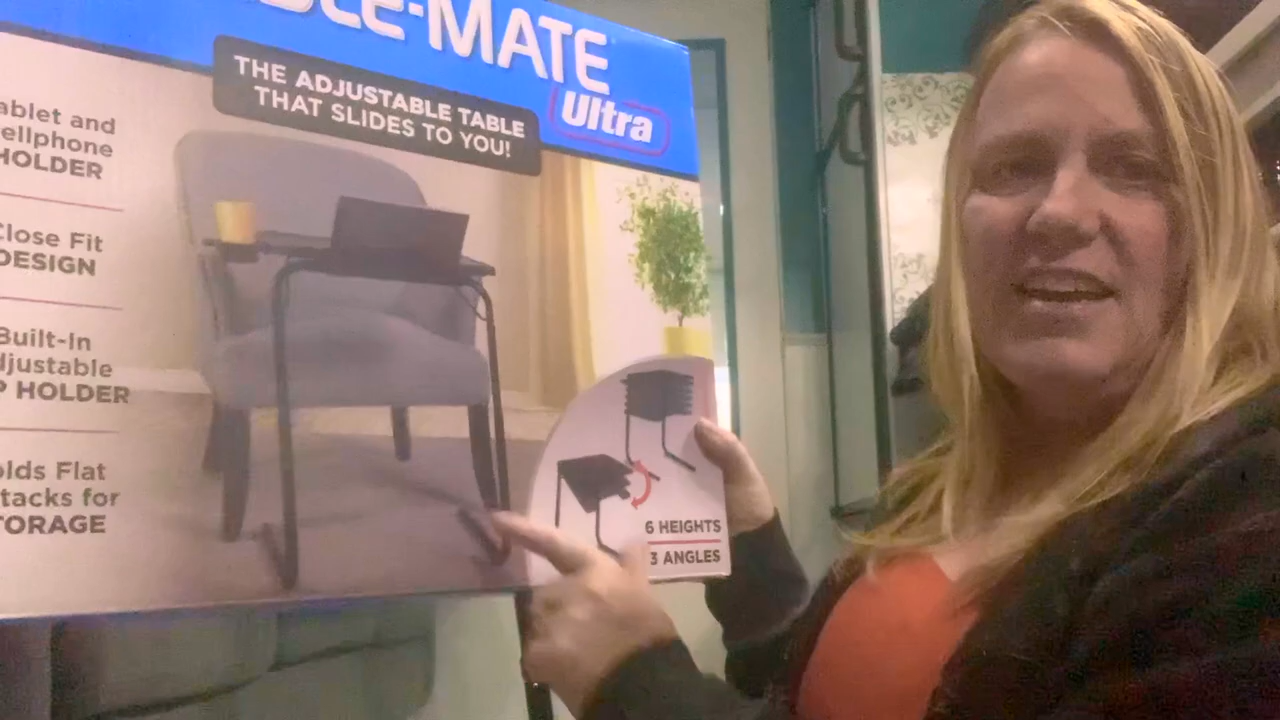 BLE-MATE
Ultra
THE ADJUSTABLE TABLE
THAT SLIDES TO YOU!
ablet and
ellphone
HOLDER
Close Fit
DESIGN
Built-In
djustable
P HOLDER
olds Flat
tacks for
TORAGE
6 HEIGHTS
3 ANGLES